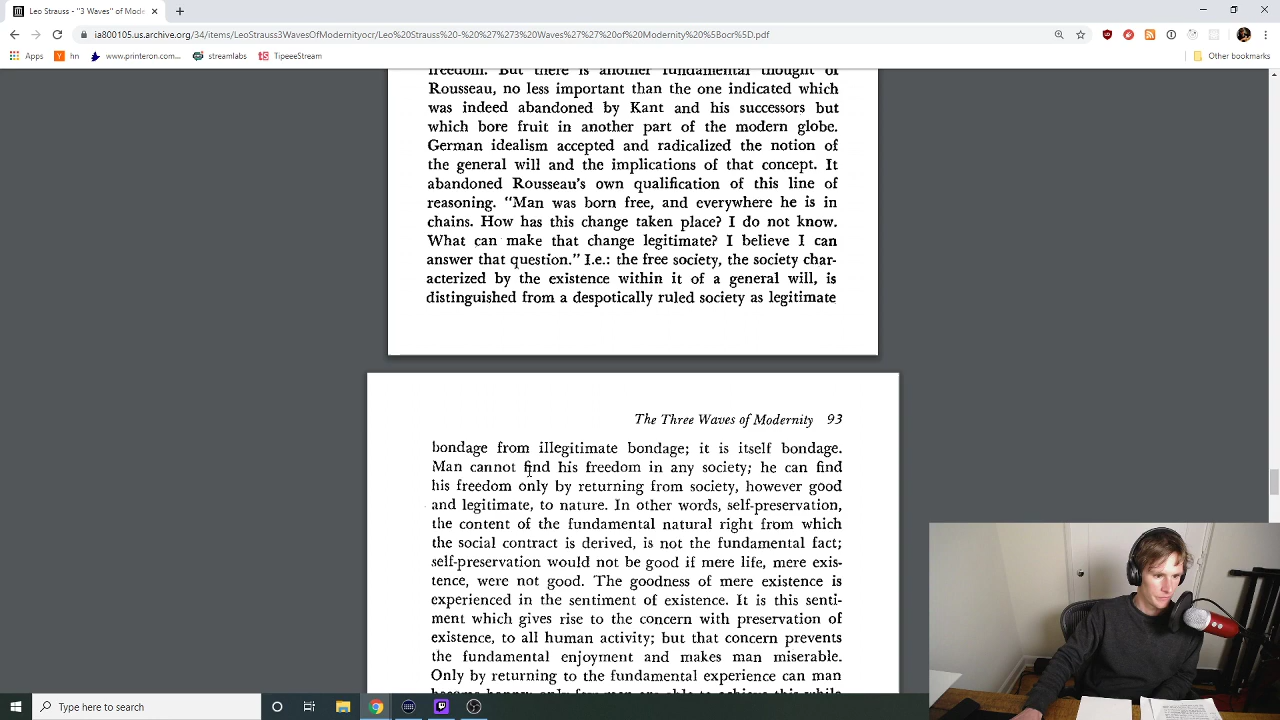 Leo Strauss - "3 Waves" of Mode
ia800105.us.archive.org/34/items/LeoStrauss3WavesOfModernityocr/Leo%20Strauss%20-%20%27%273%20Waves%27%27%20of%20Modernity%20%5Bocr%5D.pdf
Apps hn www.printeron.com... streamlabs TipeeeStream Other bookmarks
freedom. But there is another fundamental thought of
Rousseau, no less important than the one indicated which
was indeed abandoned by Kant and his successors but
which bore fruit in another part of the modern globe.
German idealism accepted and radicalized the notion of
the general will and the implications of that concept. It
abandoned Rousseau's own qualification of this line of
reasoning. "Man was born free, and everywhere he is in
chains. How has this change taken place? I do not know.
What can make that change legitimate? I believe I can
answer that question." I.e.: the free society, the society char-
acterized by the existence within it of a general will, is
distinguished from a despotically ruled society as legitimate
The Three Waves of Modernity 93
bondage from illegitimate bondage; it is itself bondage.
Man cannot find his freedom in any society; he can find
his freedom only by returning from society, however good
and legitimate, to nature. In other words, self-preservation,
the content of the fundamental natural right from which
the social contract is derived, is not the fundamental fact;
self-preservation would not be good if mere life, mere exis-
tence, were not good. The goodness of mere existence is
experienced in the sentiment of existence. It is this senti-
ment which gives rise to the concern with preservation of
existence, to all human activity; but that concern prevents
the fundamental enjoyment and makes man miserable.
Only by returning to the fundamental experience can man
Type here to search